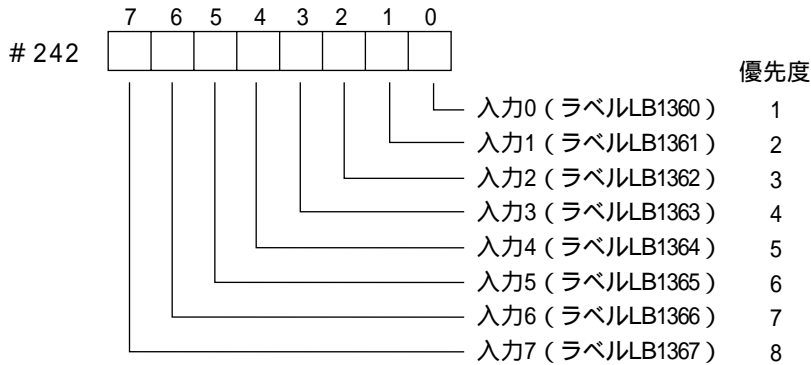 7 6 5 4 3 2 1 0
#242
優先度
入力0(ラベルLB1360) 1
入力1(ラベルLB1361) 2
入力2(ラベルLB1362) 3
入力3(ラベルLB1363) 4
入力4(ラベルLB1364) 5
入力5(ラベルLB1365) 6
入力6(ラベルLB1366) 7
入力7(ラベルLB1367) 8